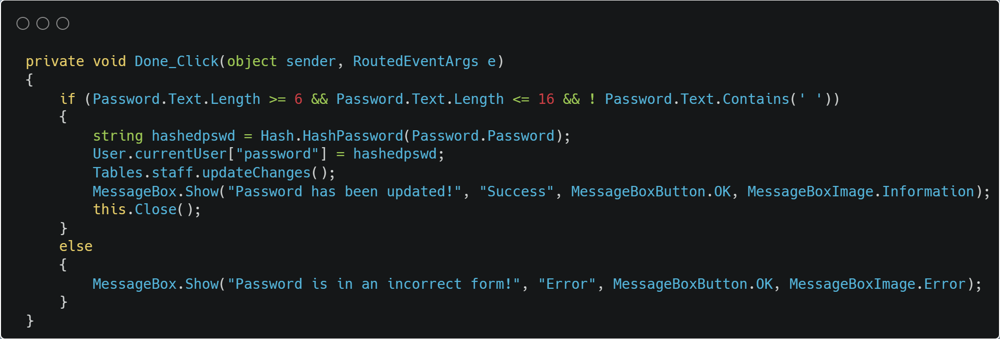 private void Done_Click(object sender, RoutedEventArgs e)
{
    if (Password.Text.Length >= 6 && Password.Text.Length <= 16 && ! Password.Text.Contains(' '))
    {
        string hashedpswd = Hash.HashPassword(Password.Password);
        User.currentUser["password"] = hashedpswd;
        Tables.staff.updateChanges();
        MessageBox.Show("Password has been updated!", "Success", MessageBoxButton.OK, MessageBoxImage.Information);
        this.Close();
    }
    else
    {
        MessageBox.Show("Password is in an incorrect form!", "Error", MessageBoxButton.OK, MessageBoxImage.Error);
    }
}